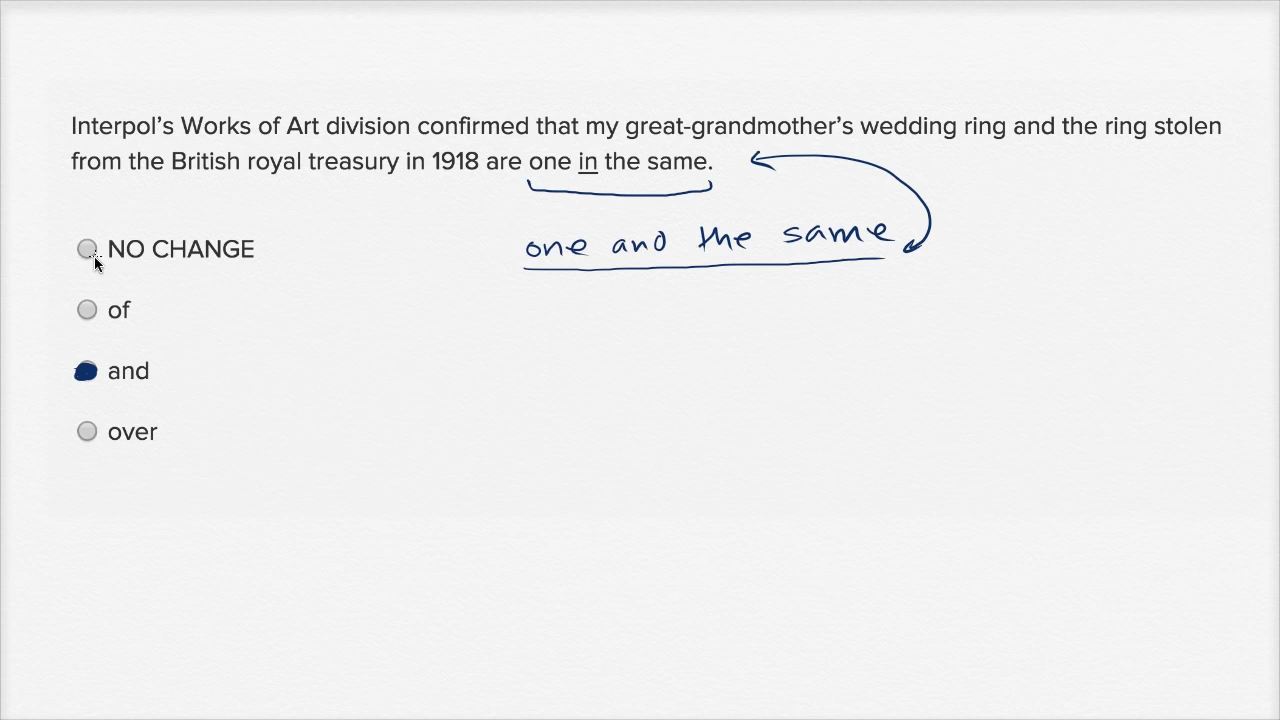 Interpol’s Works of Art division confirmed that my great-grandmother’s wedding ring and the ring stolen
from the British royal treasury in 1918 are one in the same.
one and the same
NO CHANGE
of
and
over